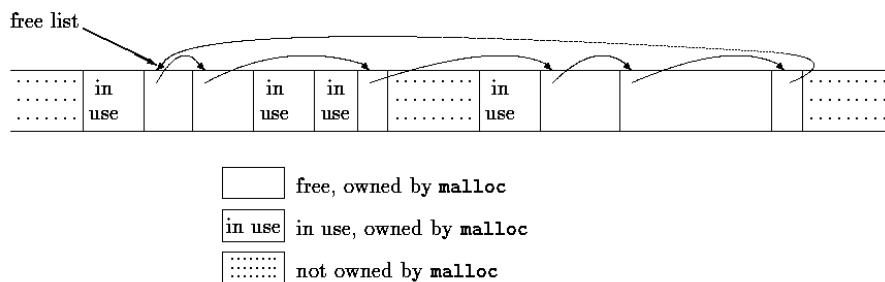 free list
in
use
in
use
in
use
in
use
free, owned by malloc
in use
in use, owned by malloc
not owned by malloc